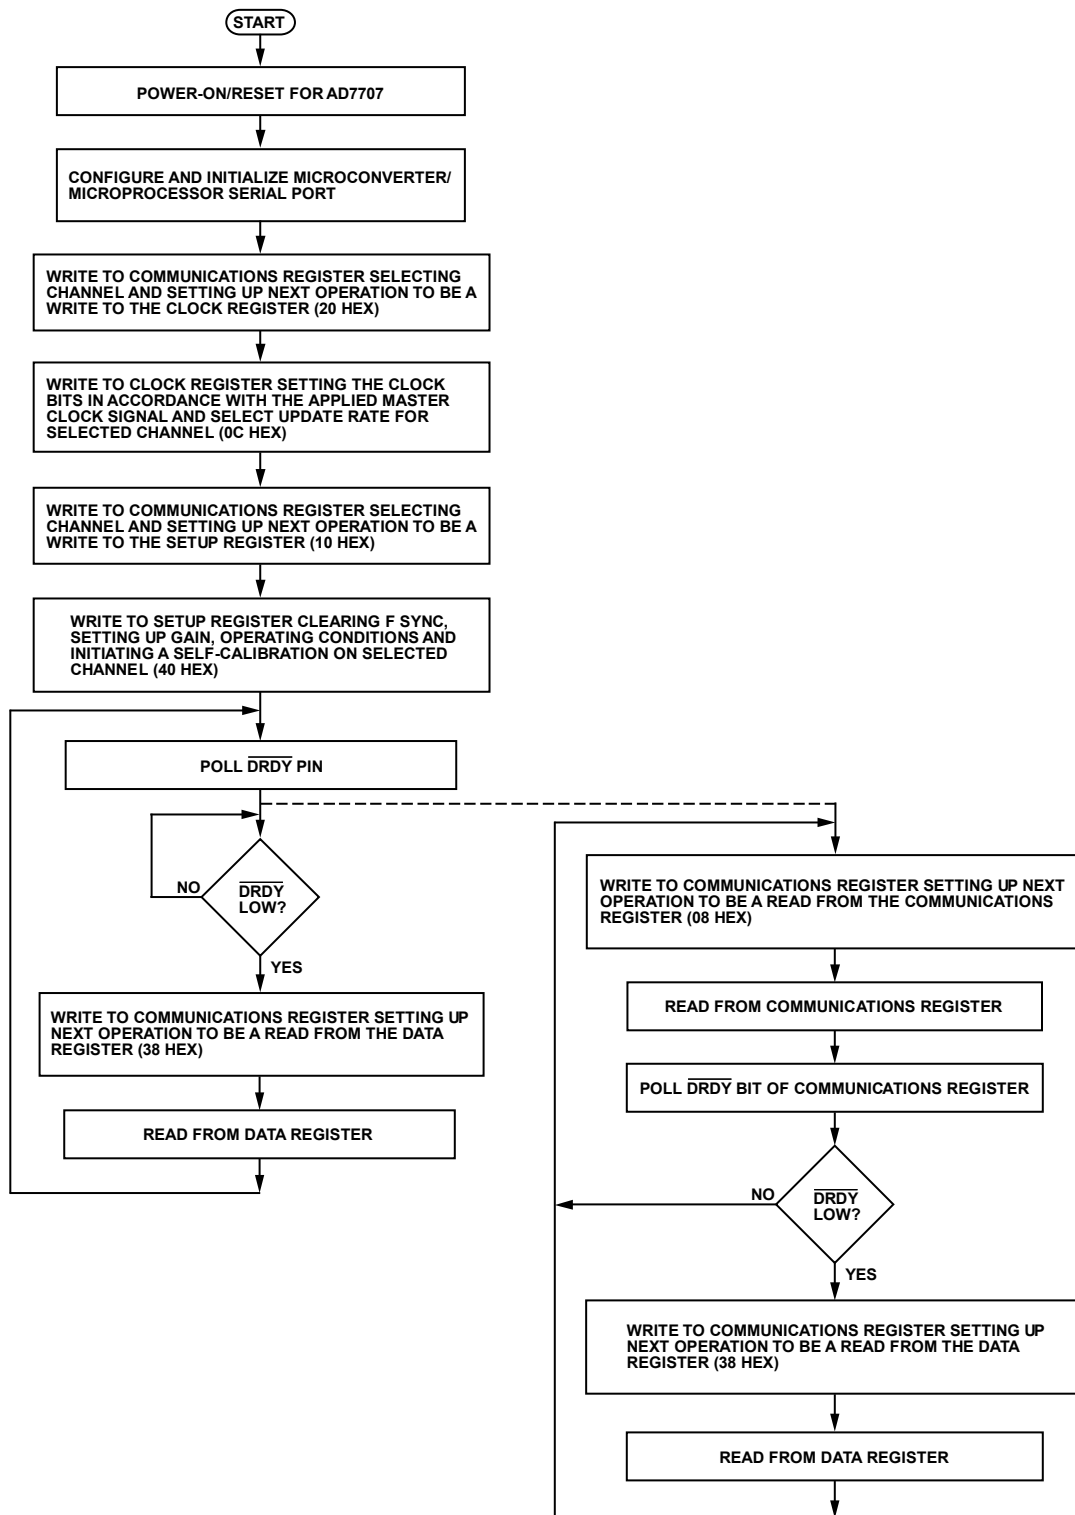 START
POWER-ON/RESET FOR AD7707
CONFIGURE AND INITIALIZE MICROCONVERTER/
MICROPROCESSOR SERIAL PORT
WRITE TO COMMUNICATIONS REGISTER SELECTING
CHANNEL AND SETTING UP NEXT OPERATION TO BE A
WRITE TO THE CLOCK REGISTER (20 HEX)
WRITE TO CLOCK REGISTER SETTING THE CLOCK
BITS IN ACCORDANCE WITH THE APPLIED MASTER
CLOCK SIGNAL AND SELECT UPDATE RATE FOR
SELECTED CHANNEL (0C HEX)
WRITE TO COMMUNICATIONS REGISTER SELECTING
CHANNEL AND SETTING UP NEXT OPERATION TO BE A
WRITE TO THE SETUP REGISTER (10 HEX)
WRITE TO SETUP REGISTER CLEARING F SYNC,
SETTING UP GAIN, OPERATING CONDITIONS AND
INITIATING A SELF-CALIBRATION ON SELECTED
CHANNEL (40 HEX)
POLL D̅R̅D̅Y̅ PIN
NO
D̅R̅D̅Y̅
LOW?
YES
WRITE TO COMMUNICATIONS REGISTER SETTING UP
NEXT OPERATION TO BE A READ FROM THE DATA
REGISTER (38 HEX)
READ FROM DATA REGISTER
WRITE TO COMMUNICATIONS REGISTER SETTING UP NEXT
OPERATION TO BE A READ FROM THE COMMUNICATIONS
REGISTER (08 HEX)
READ FROM COMMUNICATIONS REGISTER
POLL D̅R̅D̅Y̅ BIT OF COMMUNICATIONS REGISTER
NO
D̅R̅D̅Y̅
LOW?
YES
WRITE TO COMMUNICATIONS REGISTER SETTING UP
NEXT OPERATION TO BE A READ FROM THE DATA
REGISTER (38 HEX)
READ FROM DATA REGISTER